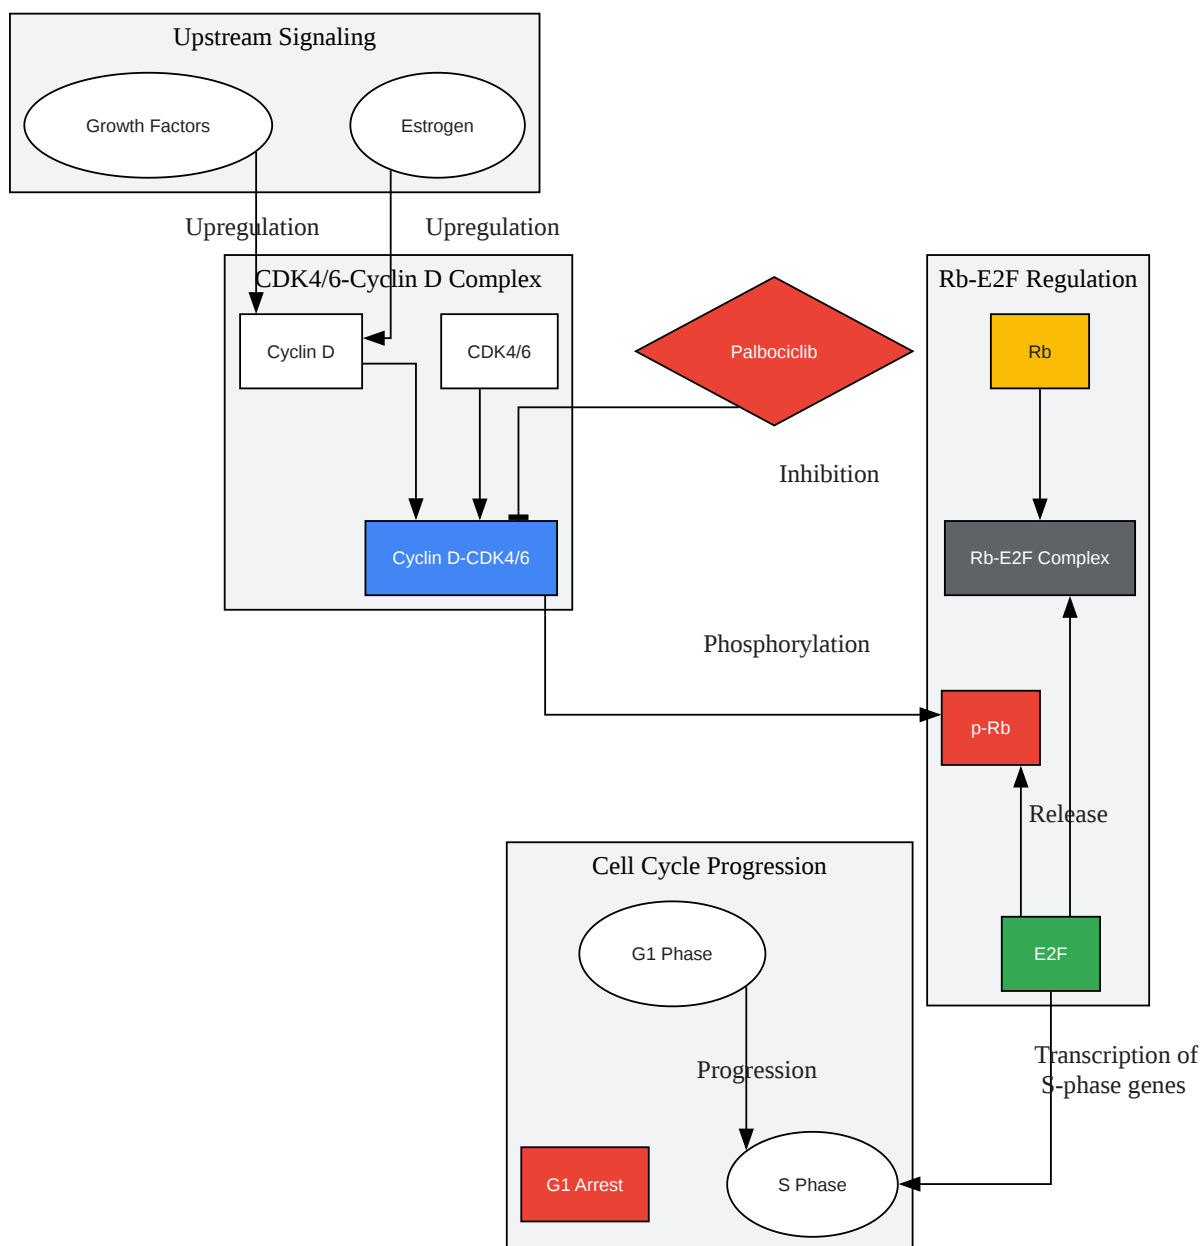 Upstream Signaling
Growth Factors
Estrogen
Upregulation
Upregulation
CDK4/6-Cyclin D Complex
Cyclin D
CDK4/6
Palbociclib
Inhibition
Cyclin D-CDK4/6
Phosphorylation
Rb-E2F Regulation
Rb
Rb-E2F Complex
p-Rb
Release
E2F
Transcription of
S-phase genes
Cell Cycle Progression
G1 Phase
Progression
G1 Arrest
S Phase